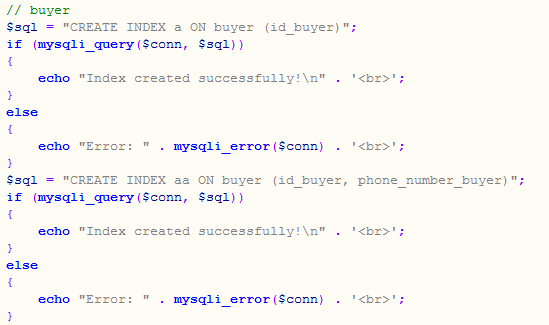 // buyer
$sql = "CREATE INDEX a ON buyer (id_buyer)";
if (mysqli_query($conn, $sql))
{
    echo "Index created successfully!\n" . '<br>';
}
else
{
    echo "Error: " . mysqli_error($conn) . '<br>';
}
$sql = "CREATE INDEX aa ON buyer (id_buyer, phone_number_buyer)";
if (mysqli_query($conn, $sql))
{
    echo "Index created successfully!\n" . '<br>';
}
else
{
    echo "Error: " . mysqli_error($conn) . '<br>';
}